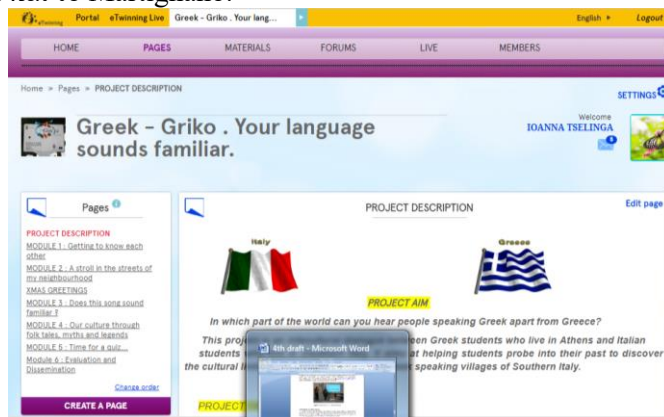 to Martignano.
eTwinning Portal eTwinning Live Greek - Griko . Your lang... English Logout
HOME PAGES MATERIALS FORUMS LIVE MEMBERS
Home » Pages » PROJECT DESCRIPTION
SETTINGS
Greek – Griko . Your language
sounds familiar.
Welcome
IOANNA TSELINGA
Pages
PROJECT DESCRIPTION
MODULE 1 : Getting to know each
other
MODULE 2 : A stroll in the streets of
my neighbourhood
XMAS GREETINGS
MODULE 3 : Does this song sound
familiar ?
MODULE 4 : Our culture through
folk tales, myths and legends
MODULE 5 : Time for a quiz...
Module 6 : Evaluation and
Dissemination
Change order
CREATE A PAGE
PROJECT DESCRIPTION
Edit page
Italy Greece
PROJECT AIM
In which part of the world can you hear people speaking Greek apart from Greece?
This between Greek students who live in Athens and Italian
students at helping students probe into their past to discover
the cultural speaking villages of Southern Italy.
4th draft - Microsoft Word
PROJECT